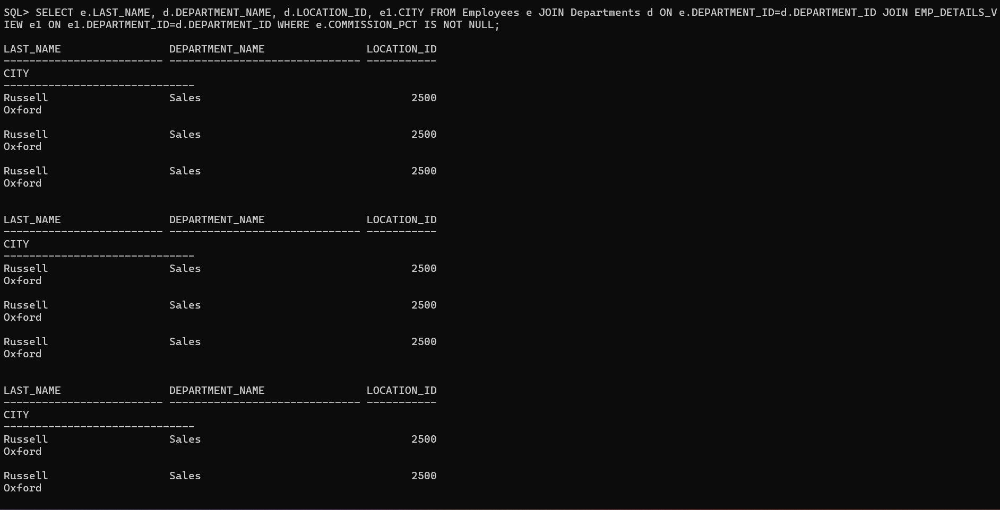 SQL> SELECT e.LAST_NAME, d.DEPARTMENT_NAME, d.LOCATION_ID, e1.CITY FROM Employees e JOIN Departments d ON e.DEPARTMENT_ID=d.DEPARTMENT_ID JOIN EMP_DETAILS_V
IEW e1 ON e1.DEPARTMENT_ID=d.DEPARTMENT_ID WHERE e.COMMISSION_PCT IS NOT NULL;
LAST_NAME DEPARTMENT_NAME LOCATION_ID
------------------------- ------------------------------ -----------
CITY
------------------------------
Russell Sales 2500
Oxford
Russell Sales 2500
Oxford
Russell Sales 2500
Oxford
LAST_NAME DEPARTMENT_NAME LOCATION_ID
------------------------- ------------------------------ -----------
CITY
------------------------------
Russell Sales 2500
Oxford
Russell Sales 2500
Oxford
Russell Sales 2500
Oxford
LAST_NAME DEPARTMENT_NAME LOCATION_ID
------------------------- ------------------------------ -----------
CITY
------------------------------
Russell Sales 2500
Oxford
Russell Sales 2500
Oxford